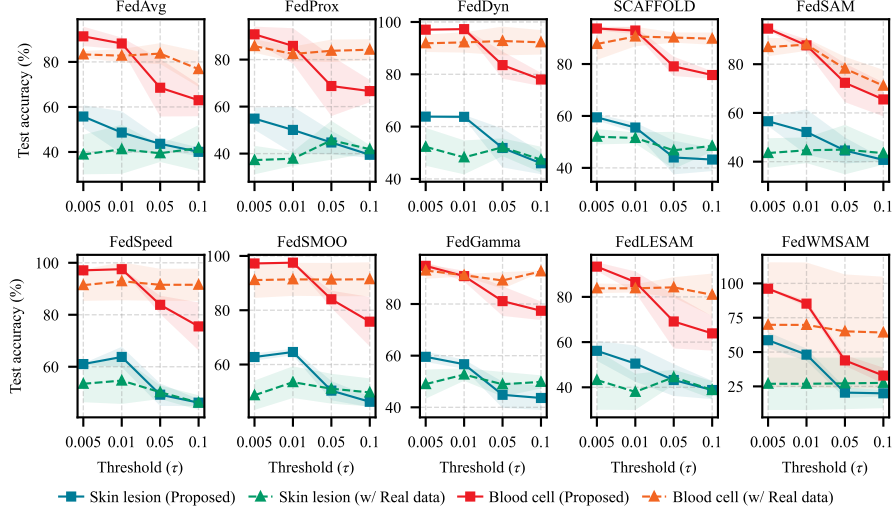 FedAvg FedProx FedDyn SCAFFOLD FedSAM
Test accuracy (%)
80
60
40
0.005 0.01 0.05 0.1
80
60
40
0.005 0.01 0.05 0.1
100
80
60
40
0.005 0.01 0.05 0.1
80
60
40
0.005 0.01 0.05 0.1
80
60
40
0.005 0.01 0.05 0.1
FedSpeed FedSMOO FedGamma FedLESAM FedWMSAM
Test accuracy (%)
100
80
60
0.005 0.01 0.05 0.1
100
80
60
0.005 0.01 0.05 0.1
80
60
40
0.005 0.01 0.05 0.1
80
60
40
0.005 0.01 0.05 0.1
100
75
50
25
0.005 0.01 0.05 0.1
Threshold (τ) Threshold (τ) Threshold (τ) Threshold (τ) Threshold (τ)
Skin lesion (Proposed) Skin lesion (w/ Real data) Blood cell (Proposed) Blood cell (w/ Real data)